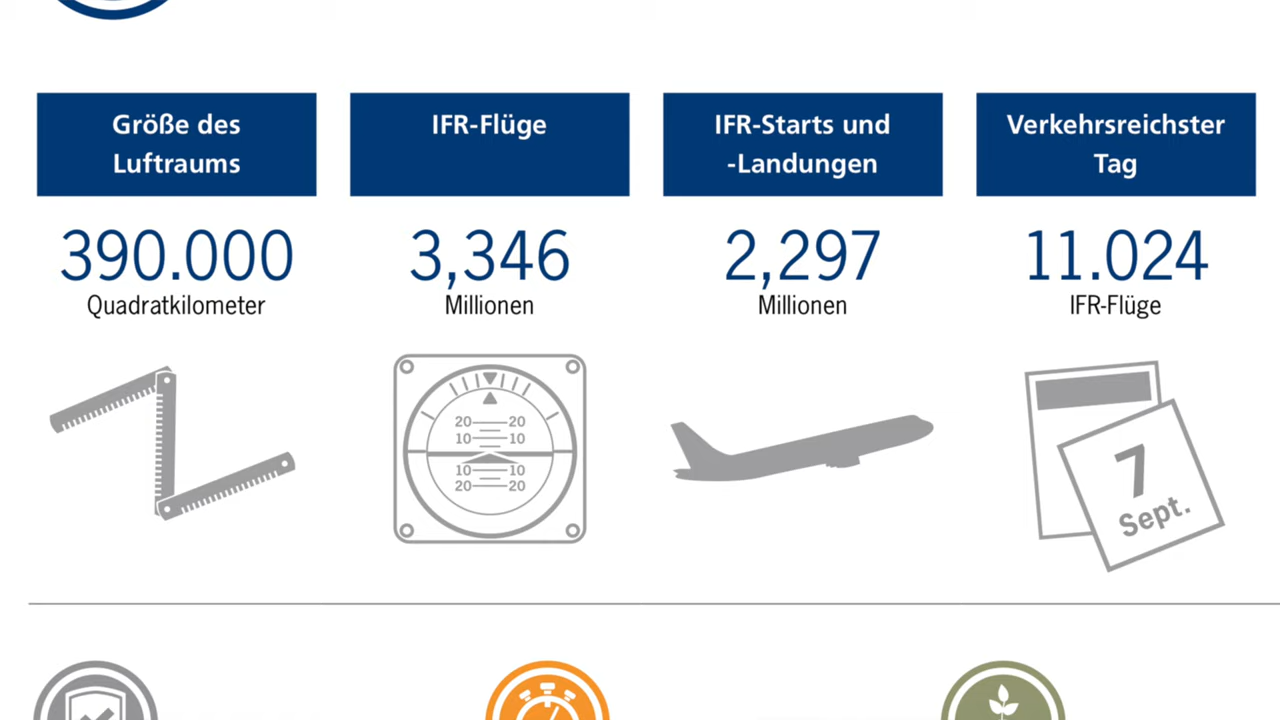 Größe des
Luftraums
390.000
Quadratkilometer
IFR-Flüge
3,346
Millionen
20 20
10 10
10 10
20 20
IFR-Starts und
-Landungen
2,297
Millionen
Verkehrsreichster
Tag
11.024
IFR-Flüge
7
Sept.